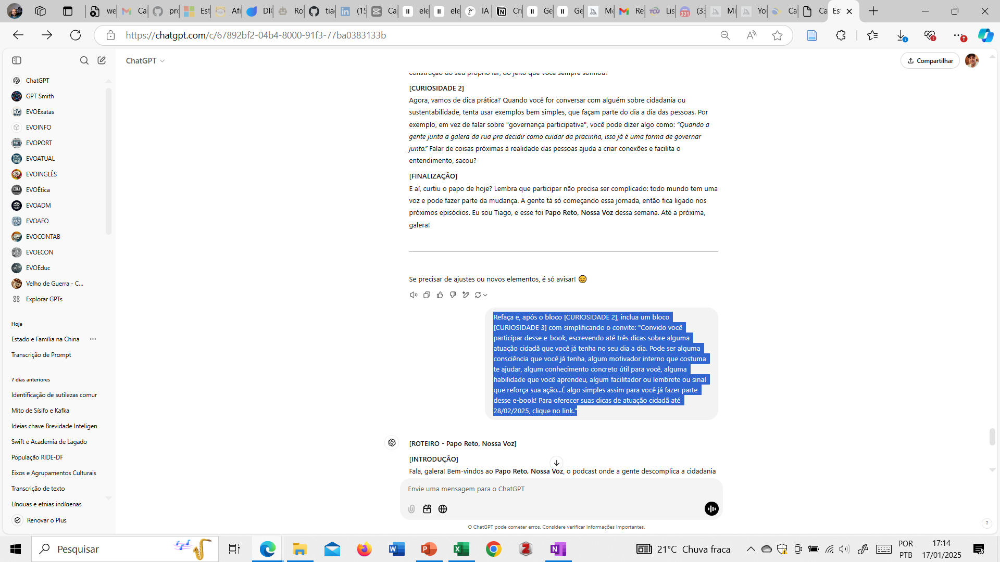 we
Ca
pro
Est
Afi
DIO
Ro
tia
(15
Ca
ele
ele
IA
Cri
Ge
Ge
Me
Re
Lis
(33
Mi
Yo
Ca
Ca
Es
https://chatgpt.com/c/67892bf2-04b4-8000-91f3-77ba0383133b
ChatGPT
Compartilhar
ChatGPT
GPT Smith
EVOExatas
EVOINFO
EVOPORT
EVOATUAL
EVOINGLÊS
EVOÉtica
EVOADM
EVOAFO
EVOCONTAB
EVOECON
EVOEduc
Velho de Guerra - C...
Explorar GPTs
Hoje
Estado e Família na China
Transcrição de Prompt
7 dias anteriores
Identificação de sutilezas comur
Mito de Sísifo e Kafka
Ideias chave Brevidade Inteligen
Swift e Academia de Lagado
População RIDE-DF
Eixos e Agrupamentos Culturais
Transcrição de texto
Línguas e etnias indígenas
Renovar o Plus
construção do seu próprio lar, do jeito que você sempre sonhou!
[CURIOSIDADE 2]
Agora, vamos de dica prática? Quando você for conversar com alguém sobre cidadania ou
sustentabilidade, tenta usar exemplos bem simples, que façam parte do dia a dia das pessoas. Por
exemplo, em vez de falar sobre "governança participativa", você pode dizer algo como: “Quando a
gente junta a galera da rua pra decidir como cuidar da pracinha, isso já é uma forma de governar
junto.” Falar de coisas próximas à realidade das pessoas ajuda a criar conexões e facilita o
entendimento, sacou?
[FINALIZAÇÃO]
E aí, curtiu o papo de hoje? Lembra que participar não precisa ser complicado: todo mundo tem uma
voz e pode fazer parte da mudança. A gente tá só começando essa jornada, então fica ligado nos
próximos episódios. Eu sou Tiago, e esse foi Papo Reto, Nossa Voz dessa semana. Até a próxima,
galera!
Se precisar de ajustes ou novos elementos, é só avisar! 😊
Refaça e, após o bloco [CURIOSIDADE 2], inclua um bloco
[CURIOSIDADE 3] com simplificando o convite: "Convido você
participar desse e-book, escrevendo até três dicas sobre alguma
atuação cidadã que você já tenha no seu dia a dia. Pode ser alguma
consciência que você já tenha, algum motivador interno que costuma
te ajudar, algum conhecimento concreto útil para você, alguma
habilidade que você aprendeu, algum facilitador ou lembrete ou sinal
que reforça sua ação...É algo simples assim para você já fazer parte
desse e-book! Para oferecer suas dicas de atuação cidadã até
28/02/2025, clique no link."
[ROTEIRO - Papo Reto, Nossa Voz]
[INTRODUÇÃO]
Fala, galera! Bem-vindos ao Papo Reto, Nossa Voz, o podcast onde a gente descomplica a cidadania
Envie uma mensagem para o ChatGPT
O ChatGPT pode cometer erros. Considere verificar informações importantes.
?
Pesquisar
21°C Chuva fraca
POR
PTB
17:14
17/01/2025